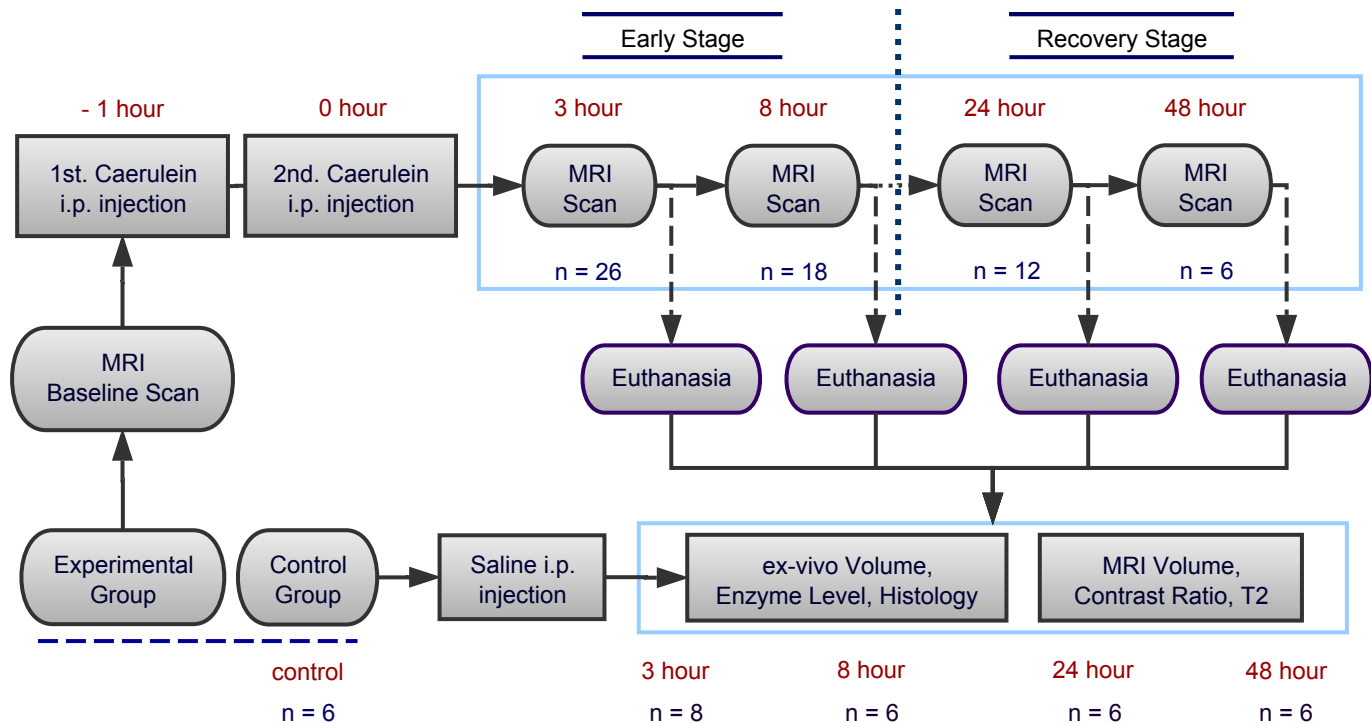 Early Stage
Recovery Stage
- 1 hour
0 hour
3 hour
8 hour
24 hour
48 hour
1st. Caerulein
i.p. injection
2nd. Caerulein
i.p. injection
MRI
Scan
MRI
Scan
MRI
Scan
MRI
Scan
n = 26
n = 18
n = 12
n = 6
MRI
Baseline Scan
Euthanasia
Euthanasia
Euthanasia
Euthanasia
Experimental
Group
Control
Group
Saline i.p.
injection
ex-vivo Volume,
Enzyme Level, Histology
MRI Volume,
Contrast Ratio, T2
control
3 hour
8 hour
24 hour
48 hour
n = 6
n = 8
n = 6
n = 6
n = 6